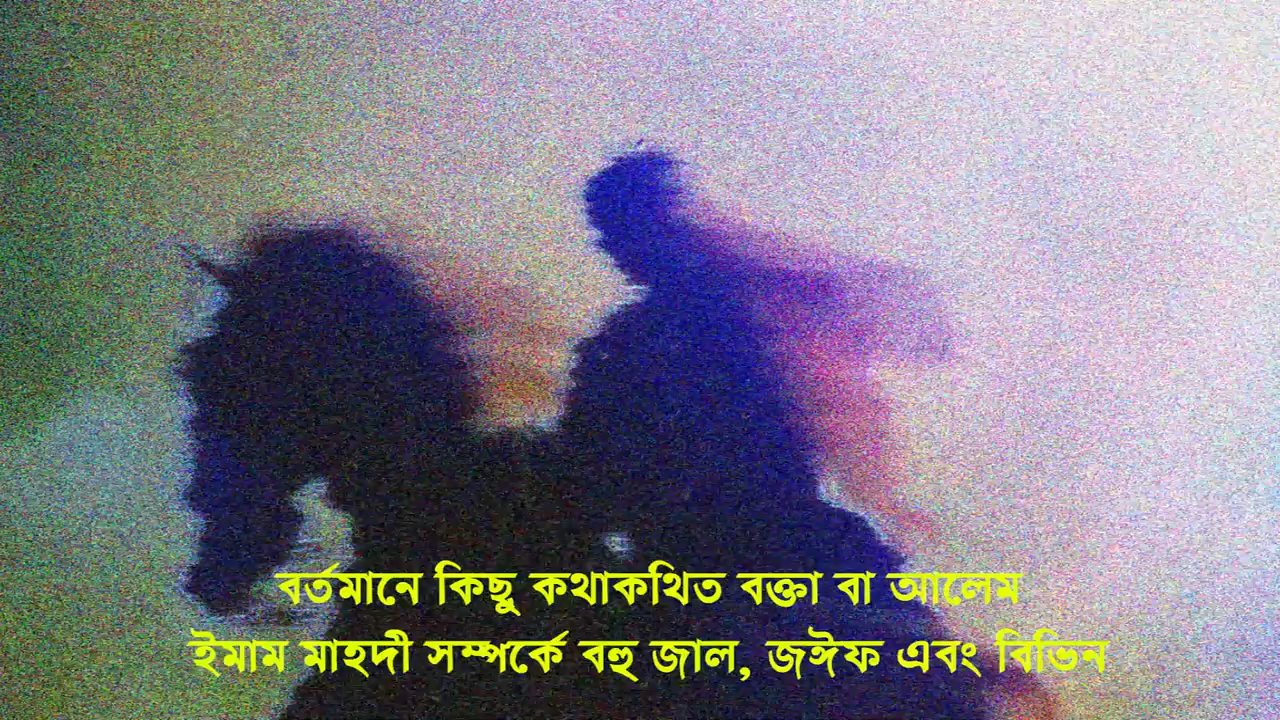 বর্তমানে কিছু কথাকথিত বক্তা বা আলেম
ইমাম মাহদী সম্পর্কে বহু জাল, জঈফ এবং বিভিন